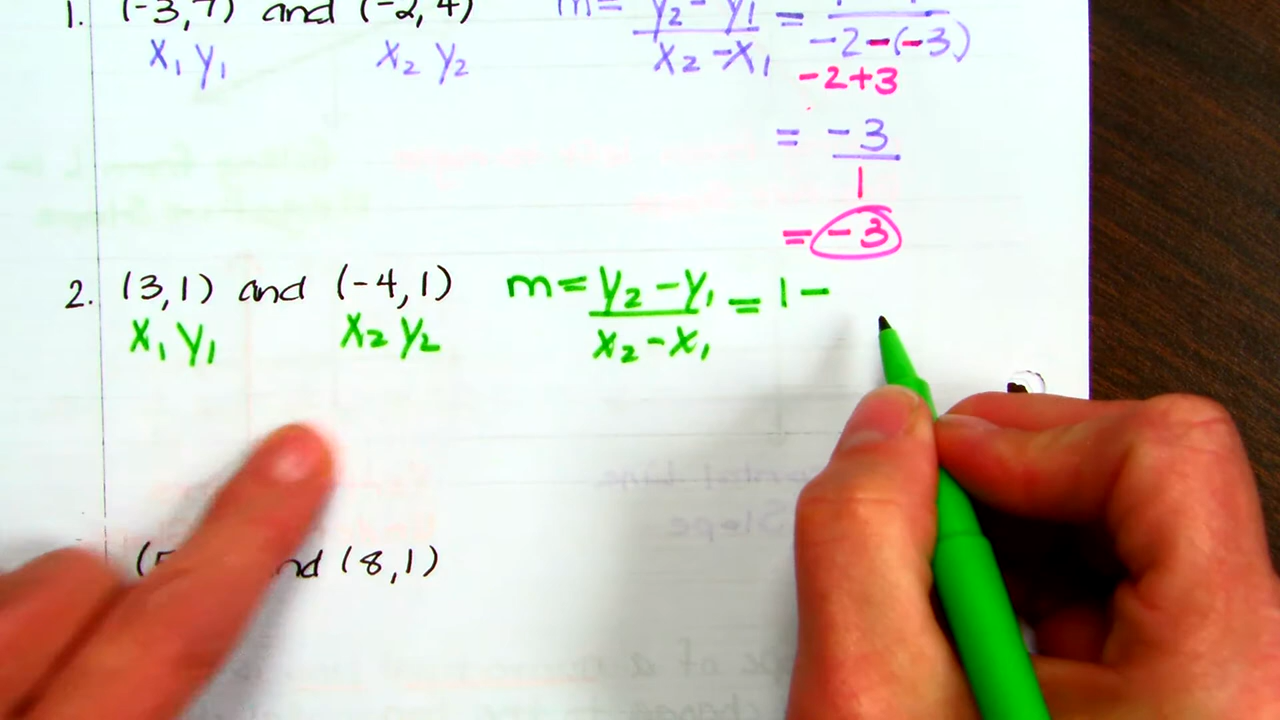 1. (-3,7) and (-2,4) m= y₂-y₁ / x₂-x₁ = / -2-(-3)
x₁ y₁ x₂ y₂
-2+3
= -3 / 1
= -3
2. (3,1) and (-4,1) m= y₂-y₁ / x₂-x₁ = 1-
x₁ y₁ x₂ y₂
(8,1)